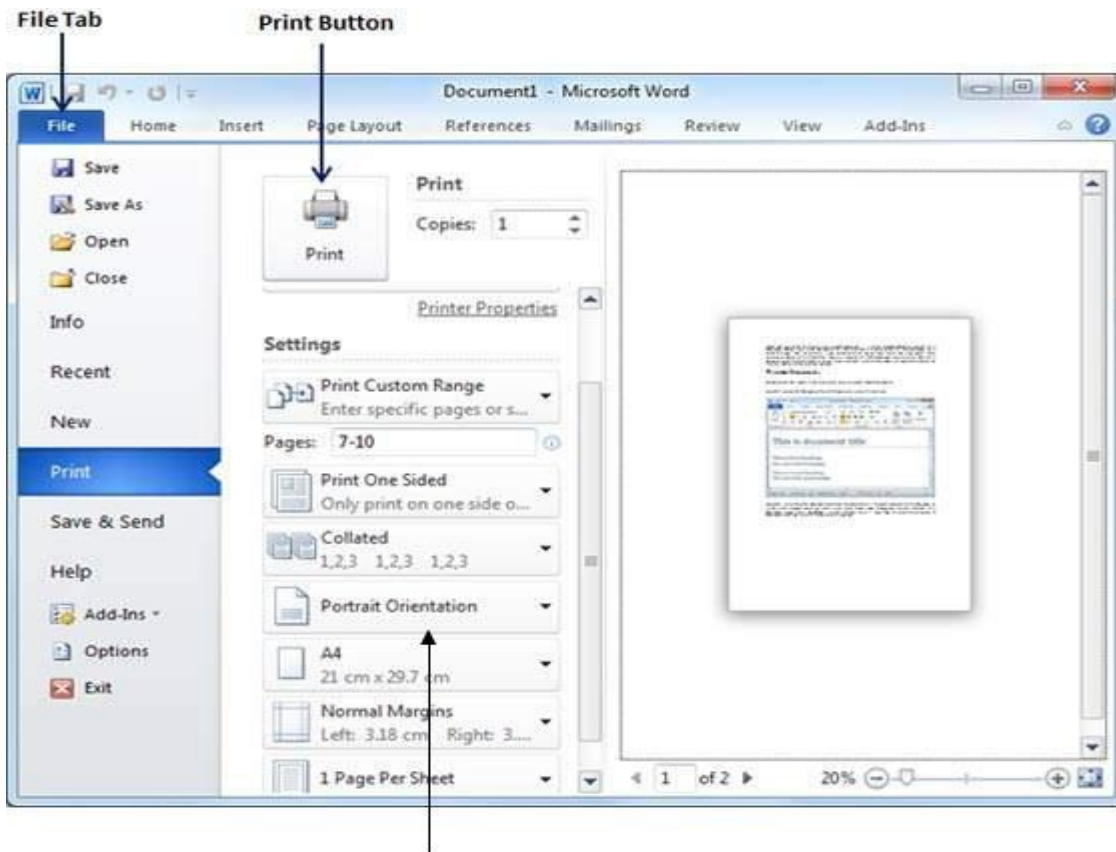 File Tab
Print Button
Document1 - Microsoft Word
File Home Insert Page Layout References Mailings Review View Add-Ins
Save
Save As
Open
Close
Info
Recent
New
Print
Save & Send
Help
Add-Ins
Options
Exit
Print
Print
Copies: 1
Printer Properties
Settings
Print Custom Range
Enter specific pages or s...
Pages: 7-10
Print One Sided
Only print on one side o...
Collated
1,2,3 1,2,3 1,2,3
Portrait Orientation
A4
21 cm x 29.7 cm
Normal Margins
Left: 3.18 cm Right: 3....
1 Page Per Sheet
This is document title
1 of 2
20%